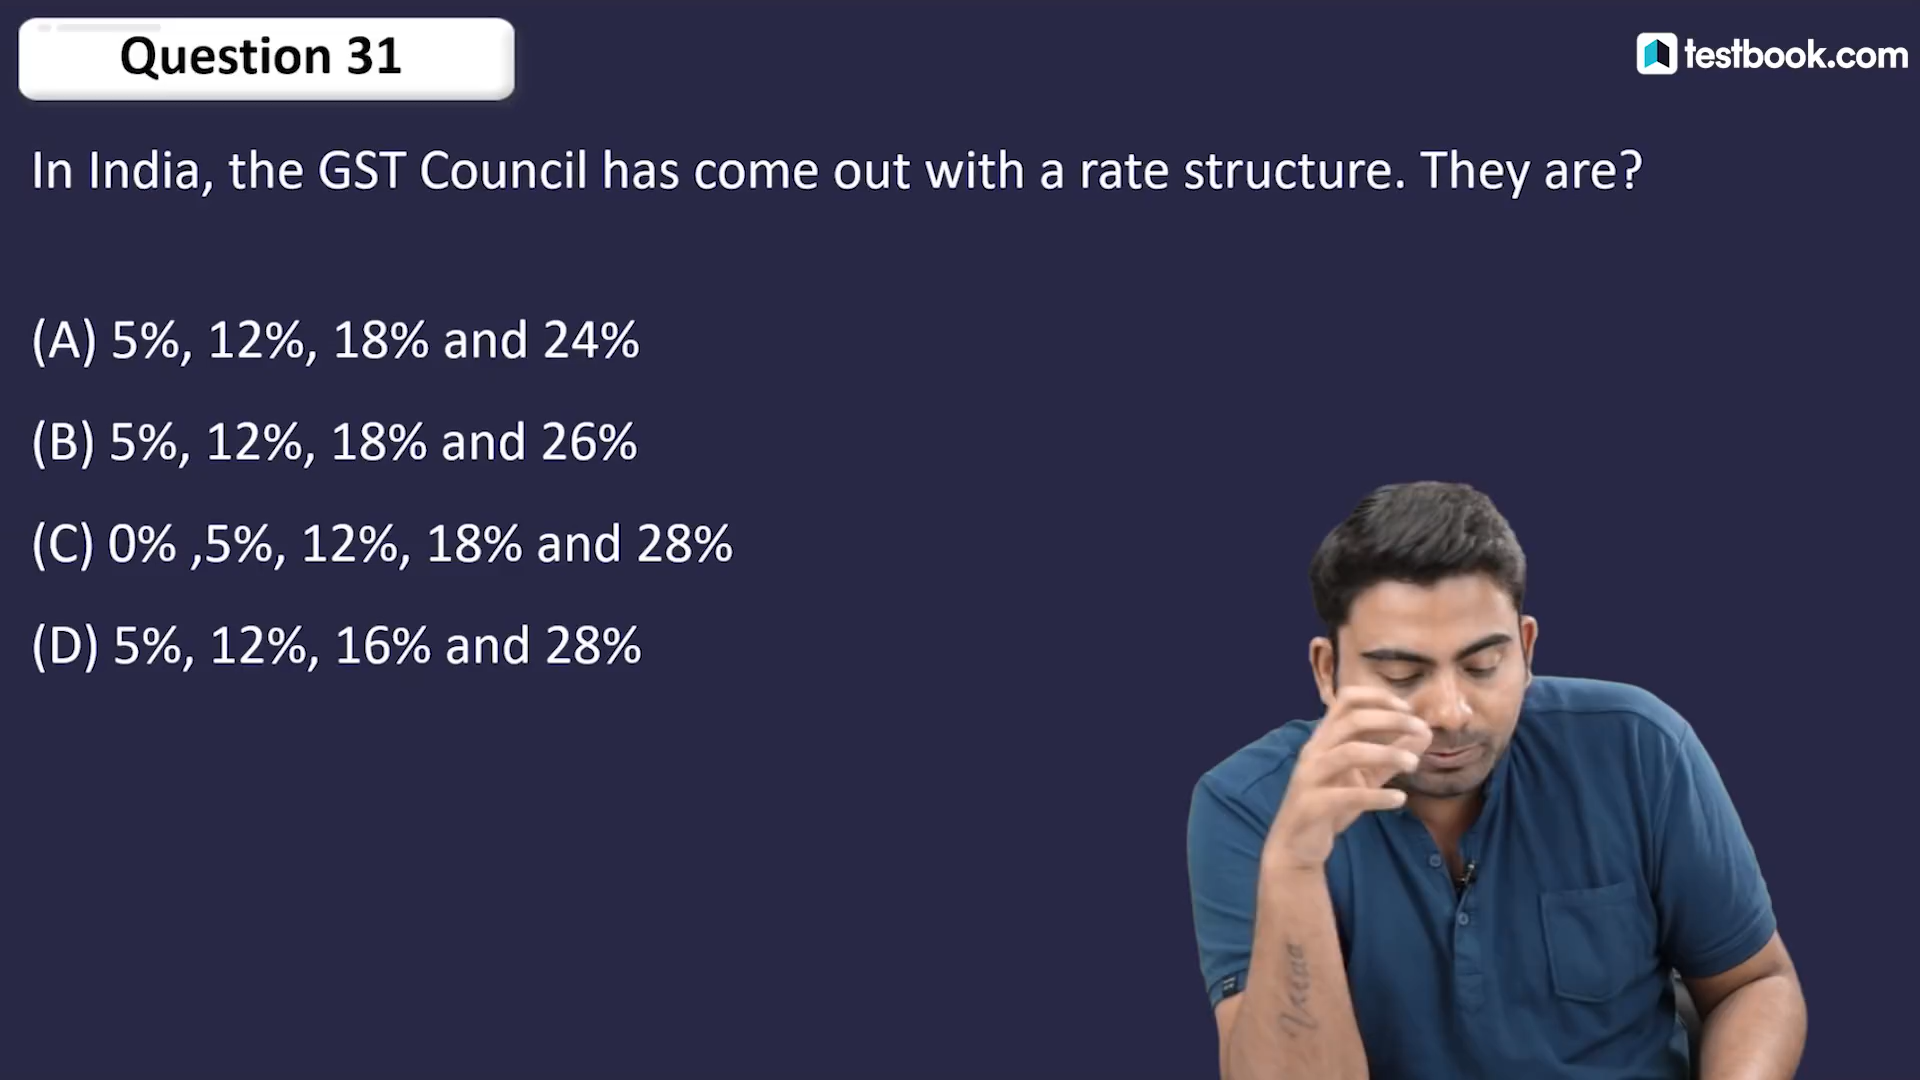 Question 31
testbook.com
In India, the GST Council has come out with a rate structure. They are?
(A) 5%, 12%, 18% and 24%
(B) 5%, 12%, 18% and 26%
(C) 0% ,5%, 12%, 18% and 28%
(D) 5%, 12%, 16% and 28%